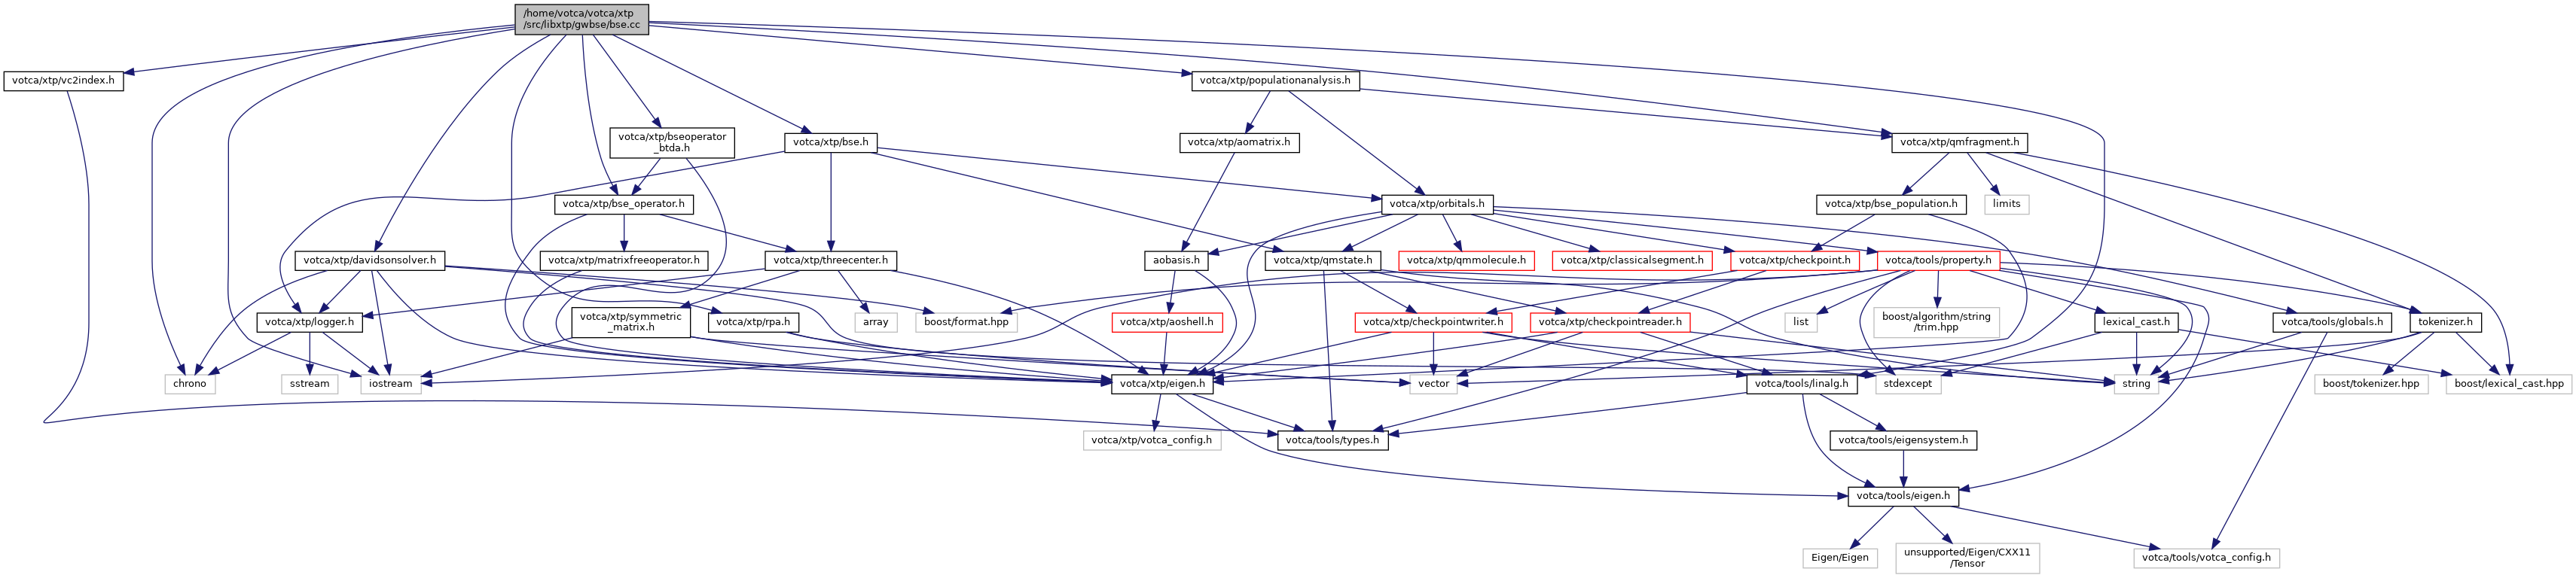 /home/votca/votca/xtp
/src/libxtp/gwbse/bse.cc
votca/xtp/vc2index.h
votca/xtp/populationanalysis.h
votca/xtp/bseoperator
_btda.h
votca/xtp/bse.h
votca/xtp/aomatrix.h
votca/xtp/qmfragment.h
votca/xtp/bse_operator.h
votca/xtp/orbitals.h
votca/xtp/bse_population.h
limits
votca/xtp/davidsonsolver.h
votca/xtp/matrixfreeoperator.h
votca/xtp/threecenter.h
aobasis.h
votca/xtp/qmstate.h
votca/xtp/qmmolecule.h
votca/xtp/classicalsegment.h
votca/xtp/checkpoint.h
votca/tools/property.h
votca/xtp/logger.h
votca/xtp/symmetric
_matrix.h
votca/xtp/rpa.h
array
boost/format.hpp
votca/xtp/aoshell.h
votca/xtp/checkpointwriter.h
votca/xtp/checkpointreader.h
list
boost/algorithm/string
/trim.hpp
lexical_cast.h
votca/tools/globals.h
tokenizer.h
chrono
sstream
iostream
votca/xtp/eigen.h
vector
votca/tools/linalg.h
stdexcept
string
boost/tokenizer.hpp
boost/lexical_cast.hpp
votca/xtp/votca_config.h
votca/tools/types.h
votca/tools/eigensystem.h
votca/tools/eigen.h
Eigen/Eigen
unsupported/Eigen/CXX11
/Tensor
votca/tools/votca_config.h